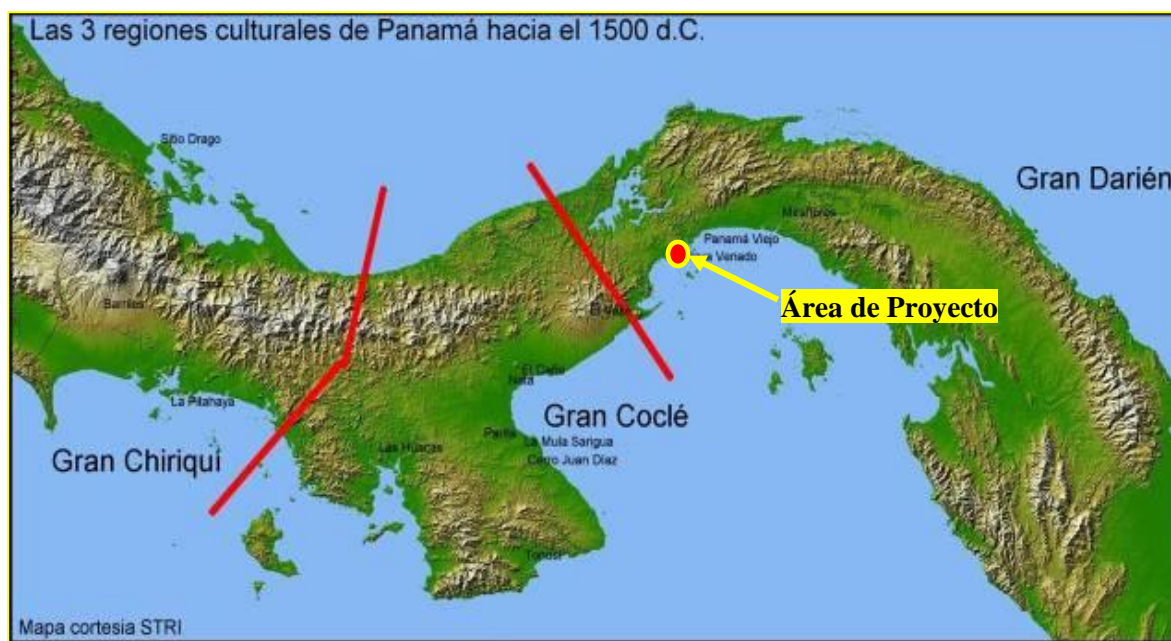 Las 3 regiones culturales de Panamá hacia el 1500 d.C.
Sitio Drago
Gran Darién
Miraflores
Panamá Viejo
Venado
Área de Proyecto
Barriles
El Valle
El Caño
Natá
La Pitahaya
Gran Coclé
Parita
La Mula Sarigua
Las Huacas
Cerro Juan Díaz
Gran Chiriquí
Tonosí
Mapa cortesia STRI